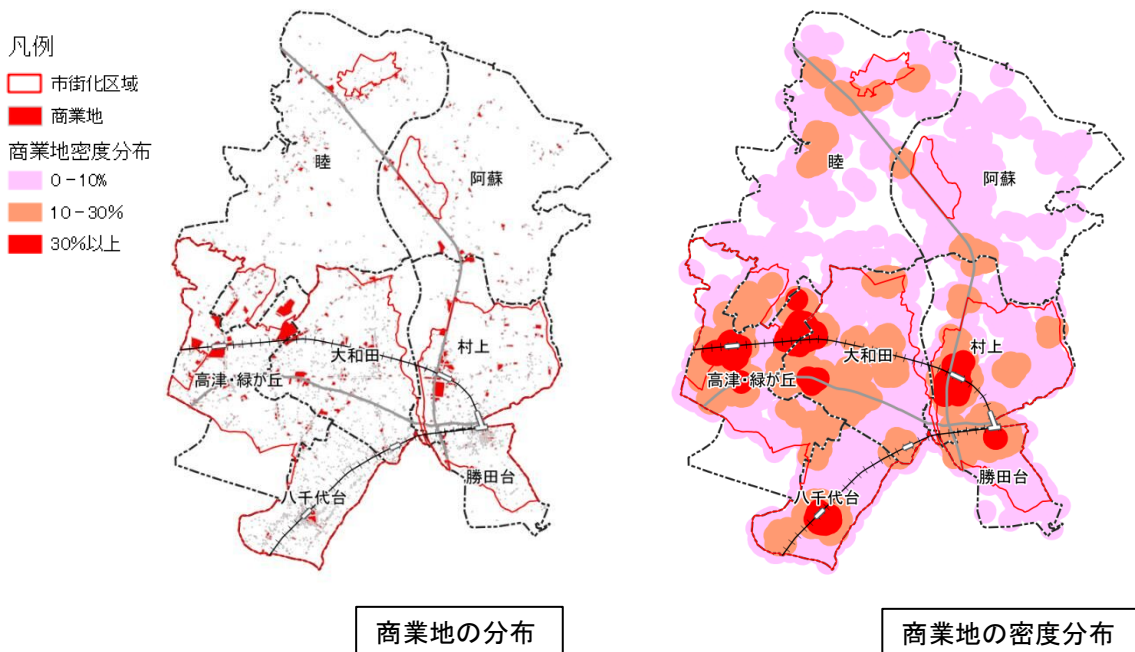 凡例
市街化区域
商業地
商業地密度分布
0-10%
10-30%
30%以上
睦
阿蘇
大和田
村上
高津・緑が丘
勝田台
八千代台
商業地の分布
睦
阿蘇
村上
大和田
高津・緑が丘
勝田台
八千代台
商業地の密度分布